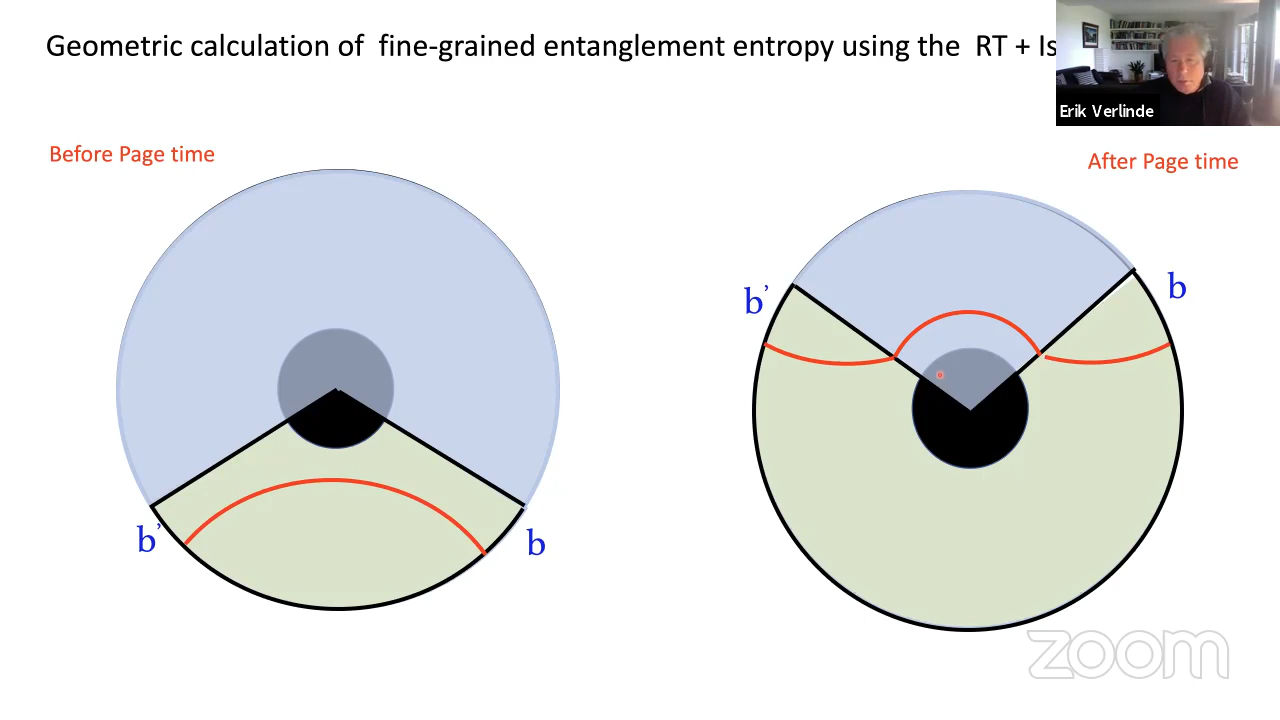 Geometric calculation of fine-grained entanglement entropy using the RT + Is
Erik Verlinde
Before Page time
After Page time
b’
b
b’
b
zoom